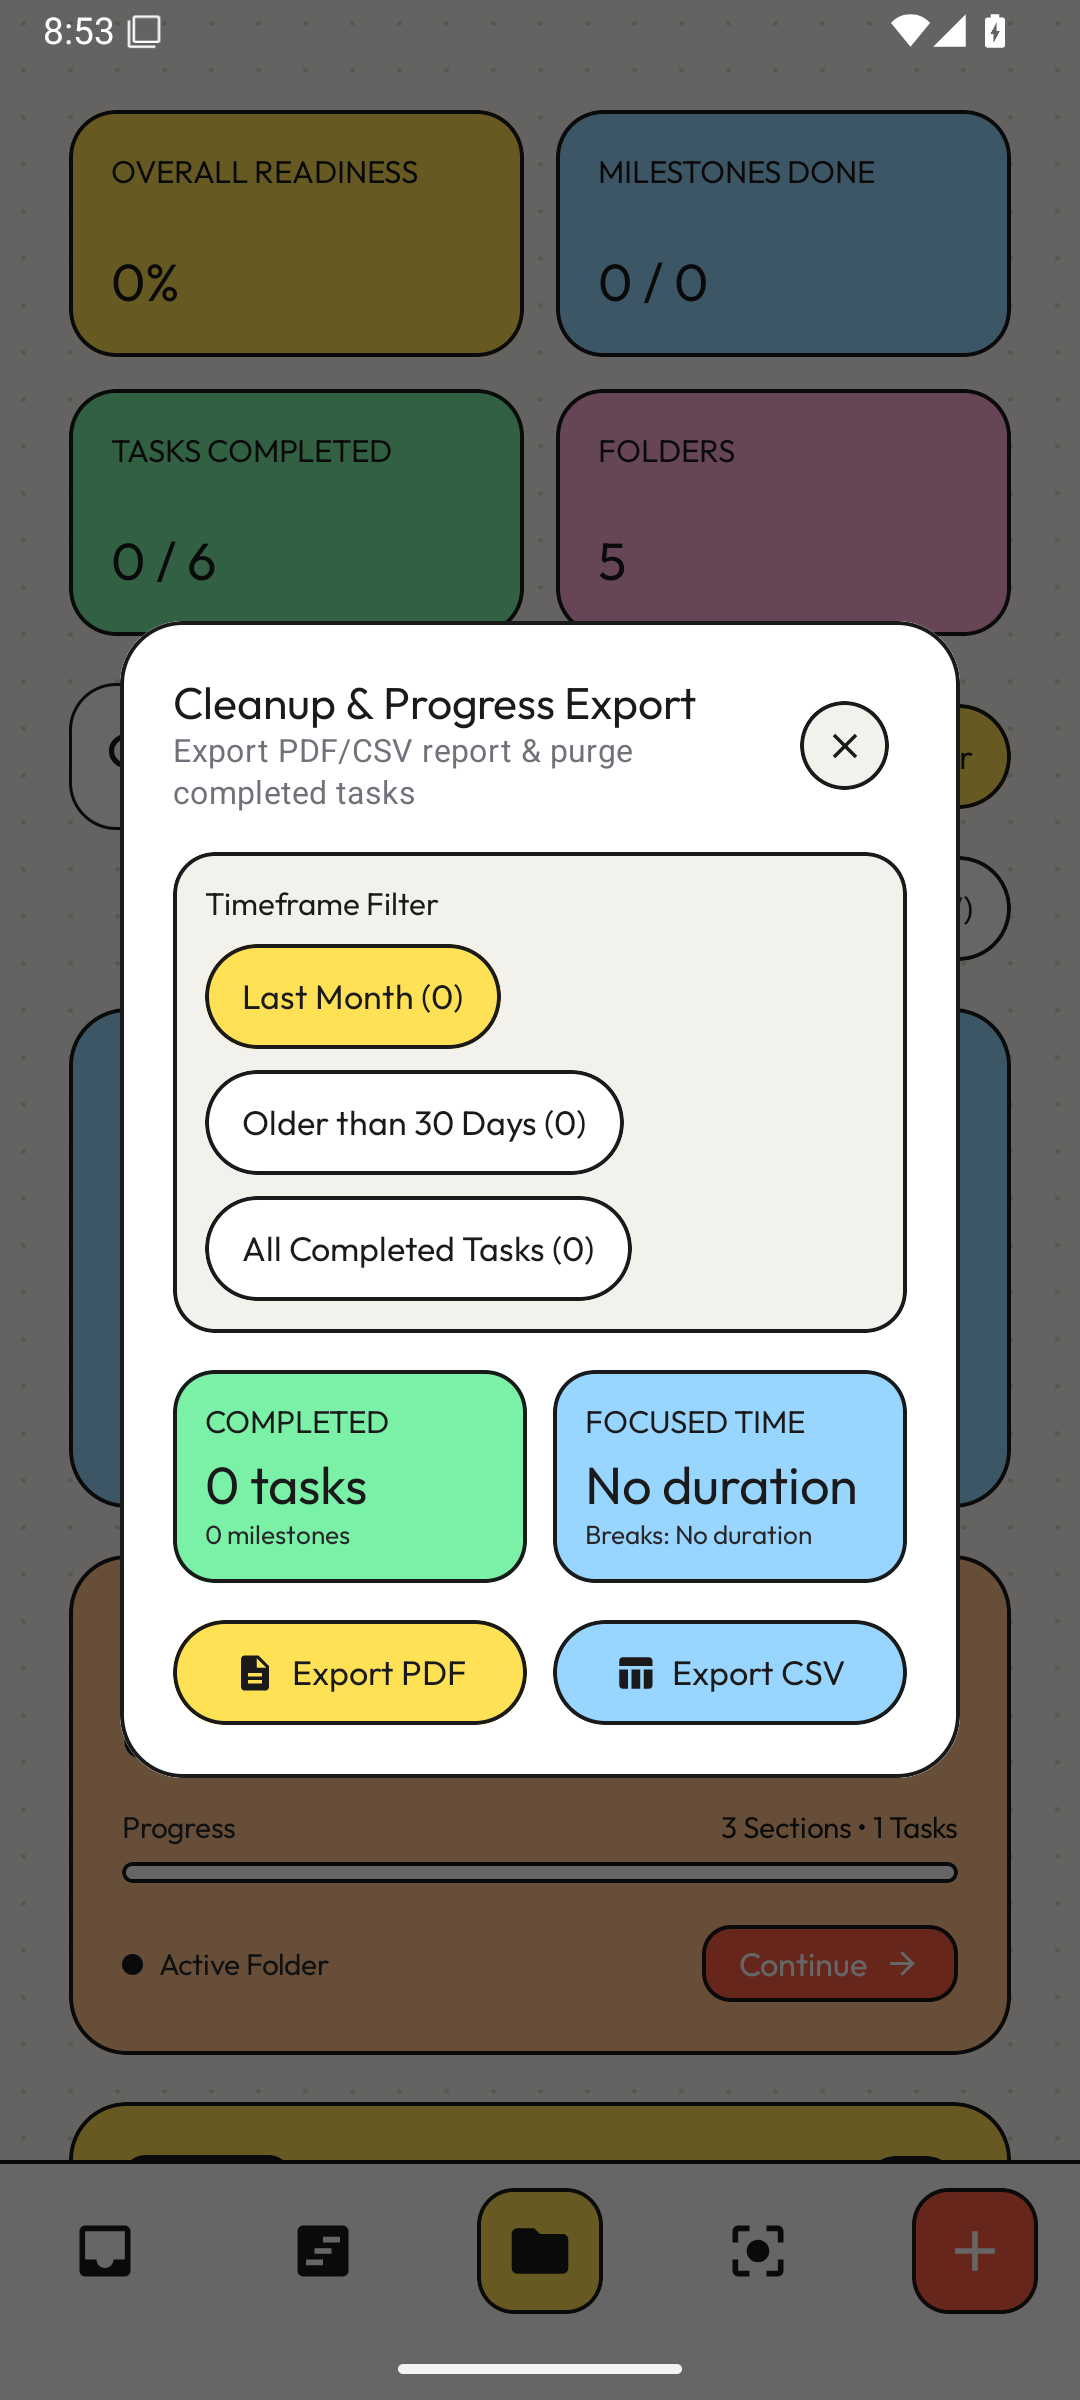 8:53
OVERALL READINESS
0%
MILESTONES DONE
0 / 0
TASKS COMPLETED
0 / 6
FOLDERS
5
Cleanup & Progress Export
Export PDF/CSV report & purge
completed tasks
Timeframe Filter
Last Month (0)
Older than 30 Days (0)
All Completed Tasks (0)
COMPLETED
0 tasks
0 milestones
FOCUSED TIME
No duration
Breaks: No duration
Export PDF
Export CSV
Progress
3 Sections • 1 Tasks
Active Folder
Continue